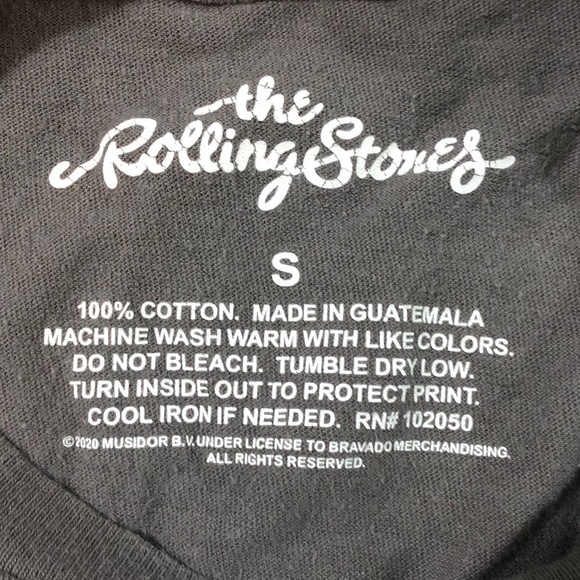 the
Rolling Stones
S
100% COTTON. MADE IN GUATEMALA
MACHINE WASH WARM WITH LIKE COLORS.
DO NOT BLEACH. TUMBLE DRY LOW.
TURN INSIDE OUT TO PROTECT PRINT.
COOL IRON IF NEEDED. RN# 102050
©2020 MUSIDOR B.V. UNDER LICENSE TO BRAVADO MERCHANDISING.
ALL RIGHTS RESERVED.